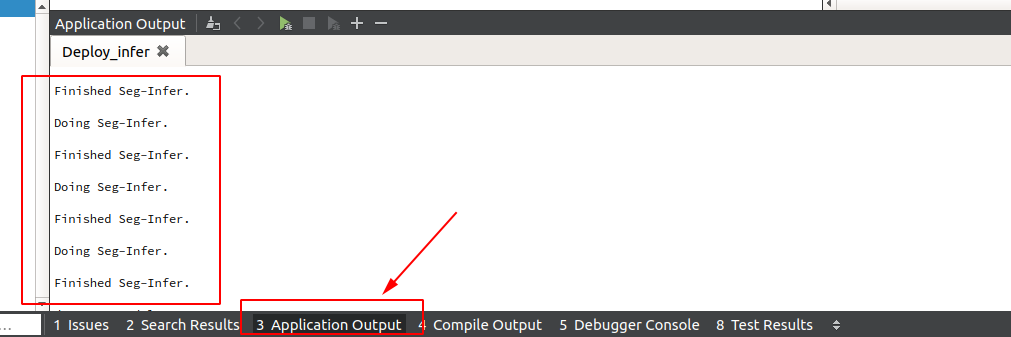 Application Output
Deploy_infer
Finished Seg-Infer.
Doing Seg-Infer.
Finished Seg-Infer.
Doing Seg-Infer.
Finished Seg-Infer.
Doing Seg-Infer.
Finished Seg-Infer.
... 1 Issues 2 Search Results 3 Application Output 4 Compile Output 5 Debugger Console 8 Test Results